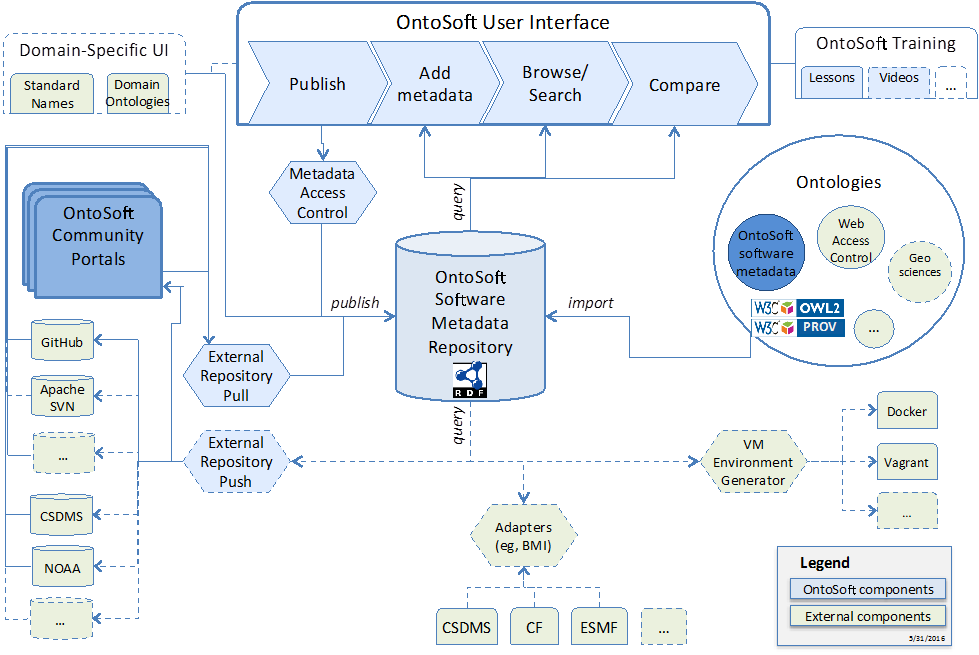 OntoSoft User Interface
Publish
Add
metadata
Browse/
Search
Compare
Domain-Specific UI
Standard
Names
Domain
Ontologies
OntoSoft Training
Lessons
Videos
...
Metadata
Access
Control
query
OntoSoft
Community
Portals
Ontologies
OntoSoft
software
metadata
Web
Access
Control
Geo
sciences
W3C OWL2
W3C PROV
...
publish
import
OntoSoft
Software
Metadata
Repository
RDF
GitHub
Apache
SVN
...
CSDMS
NOAA
...
External
Repository
Pull
External
Repository
Push
query
VM
Environment
Generator
Docker
Vagrant
...
Adapters
(eg, BMI)
CSDMS
CF
ESMF
...
Legend
OntoSoft components
External components
5/31/2016